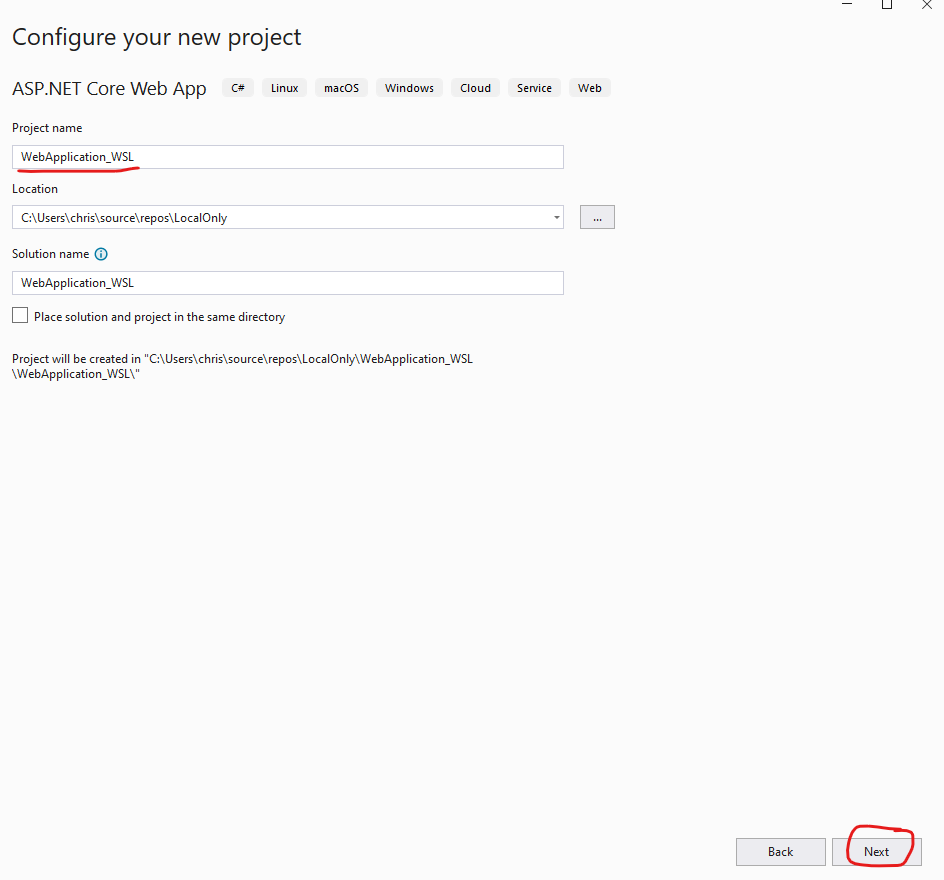 Configure your new project
ASP.NET Core Web App C# Linux macOS Windows Cloud Service Web
Project name
WebApplication_WSL
Location
C:\Users\chris\source\repos\LocalOnly ...
Solution name
WebApplication_WSL
Place solution and project in the same directory
Project will be created in "C:\Users\chris\source\repos\LocalOnly\WebApplication_WSL
\WebApplication_WSL\"
Back Next